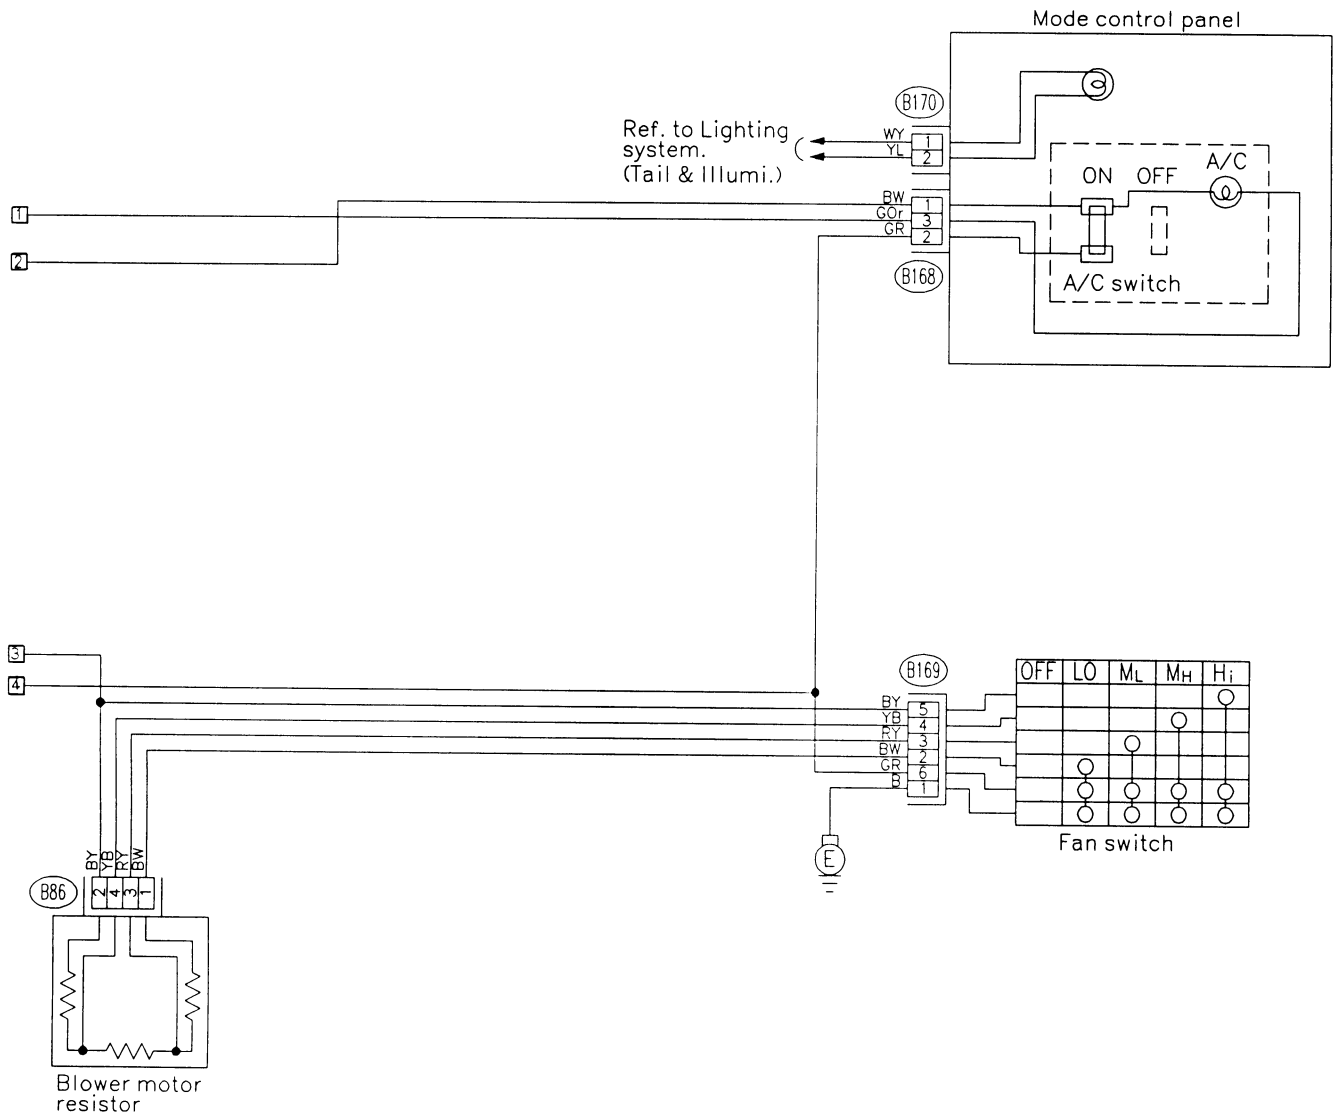 Mode control panel
B170
Ref. to Lighting
system.
(Tail & Illumi.)
WY 1
YL 2
A/C
ON OFF
BW 1
GOr 3
GR 2
B168
A/C switch
1
2
3
4
B169
OFF LO ML MH Hi
BY 5
YB 4
RY 3
BW 2
GR 6
B 1
Fan switch
E
BY YB RY BW
B86
2 4 3 1
Blower motor
resistor